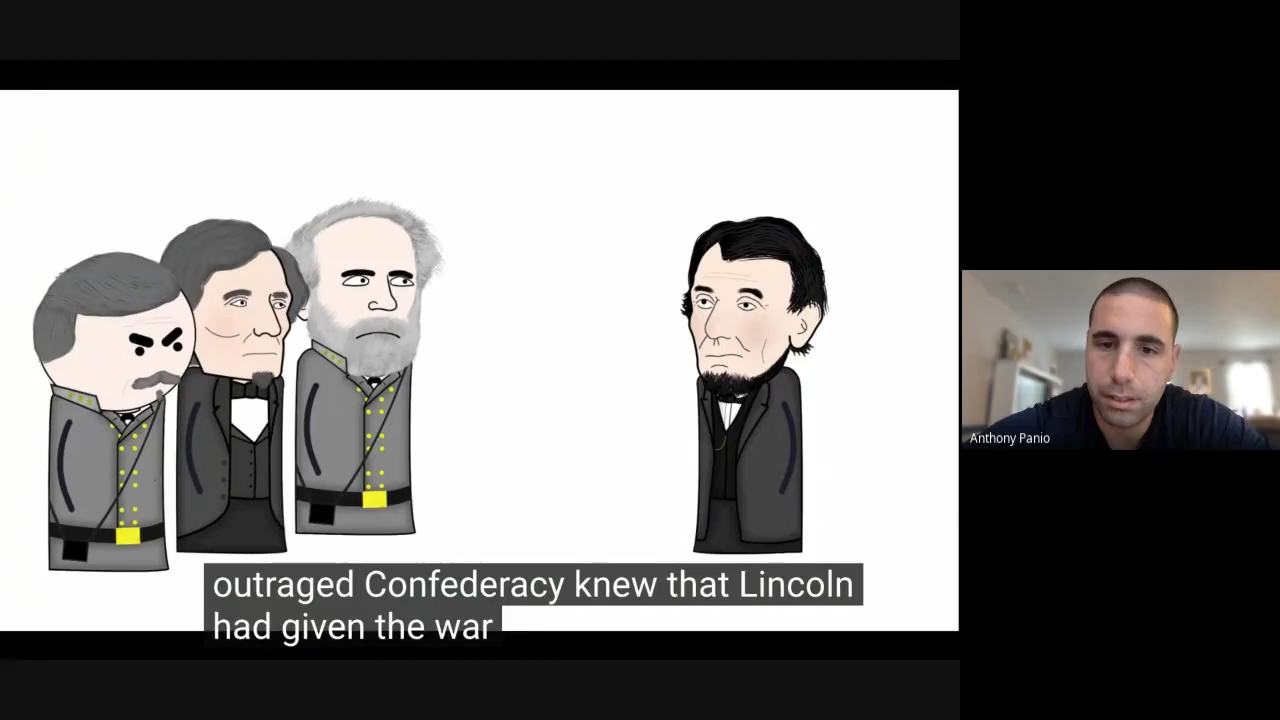 outraged Confederacy knew that Lincoln
had given the war
Anthony Panio